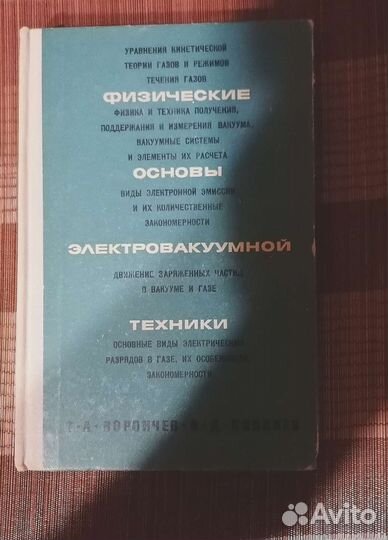 УРАВНЕНИЯ КИНЕТИЧЕСКОЙ
ТЕОРИИ ГАЗОВ И РЕЖИМОВ
ТЕЧЕНИЯ ГАЗОВ
ФИЗИЧЕСКИЕ
ФИЗИКА И ТЕХНИКА ПОЛУЧЕНИЯ,
ПОДДЕРЖАНИЯ И ИЗМЕРЕНИЯ ВАКУУМА,
ВАКУУМНЫЕ СИСТЕМЫ
И ЭЛЕМЕНТЫ ИХ РАСЧЕТА
ОСНОВЫ
ВИДЫ ЭЛЕКТРОННОЙ ЭМИССИИ
И ИХ КОЛИЧЕСТВЕННЫЕ
ЗАКОНОМЕРНОСТИ
ЭЛЕКТРОВАКУУМНОЙ
ДВИЖЕНИЕ ЗАРЯЖЕННЫХ ЧАСТИЦ
В ВАКУУМЕ И ГАЗЕ
ТЕХНИКИ
ОСНОВНЫЕ ВИДЫ ЭЛЕКТРИЧЕСКИХ
РАЗРЯДОВ В ГАЗЕ, ИХ ОСОБЕННОСТИ,
ЗАКОНОМЕРНОСТИ
Avito